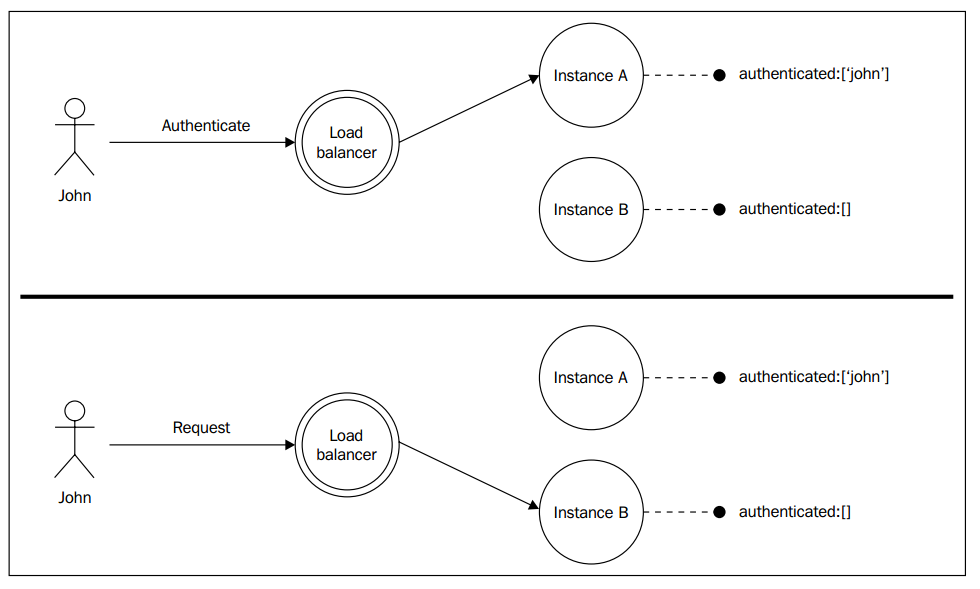 Authenticate
John
Load
balancer
Instance A
authenticated:[‘john’]
Instance B
authenticated:[]
Request
John
Load
balancer
Instance A
authenticated:[‘john’]
Instance B
authenticated:[]